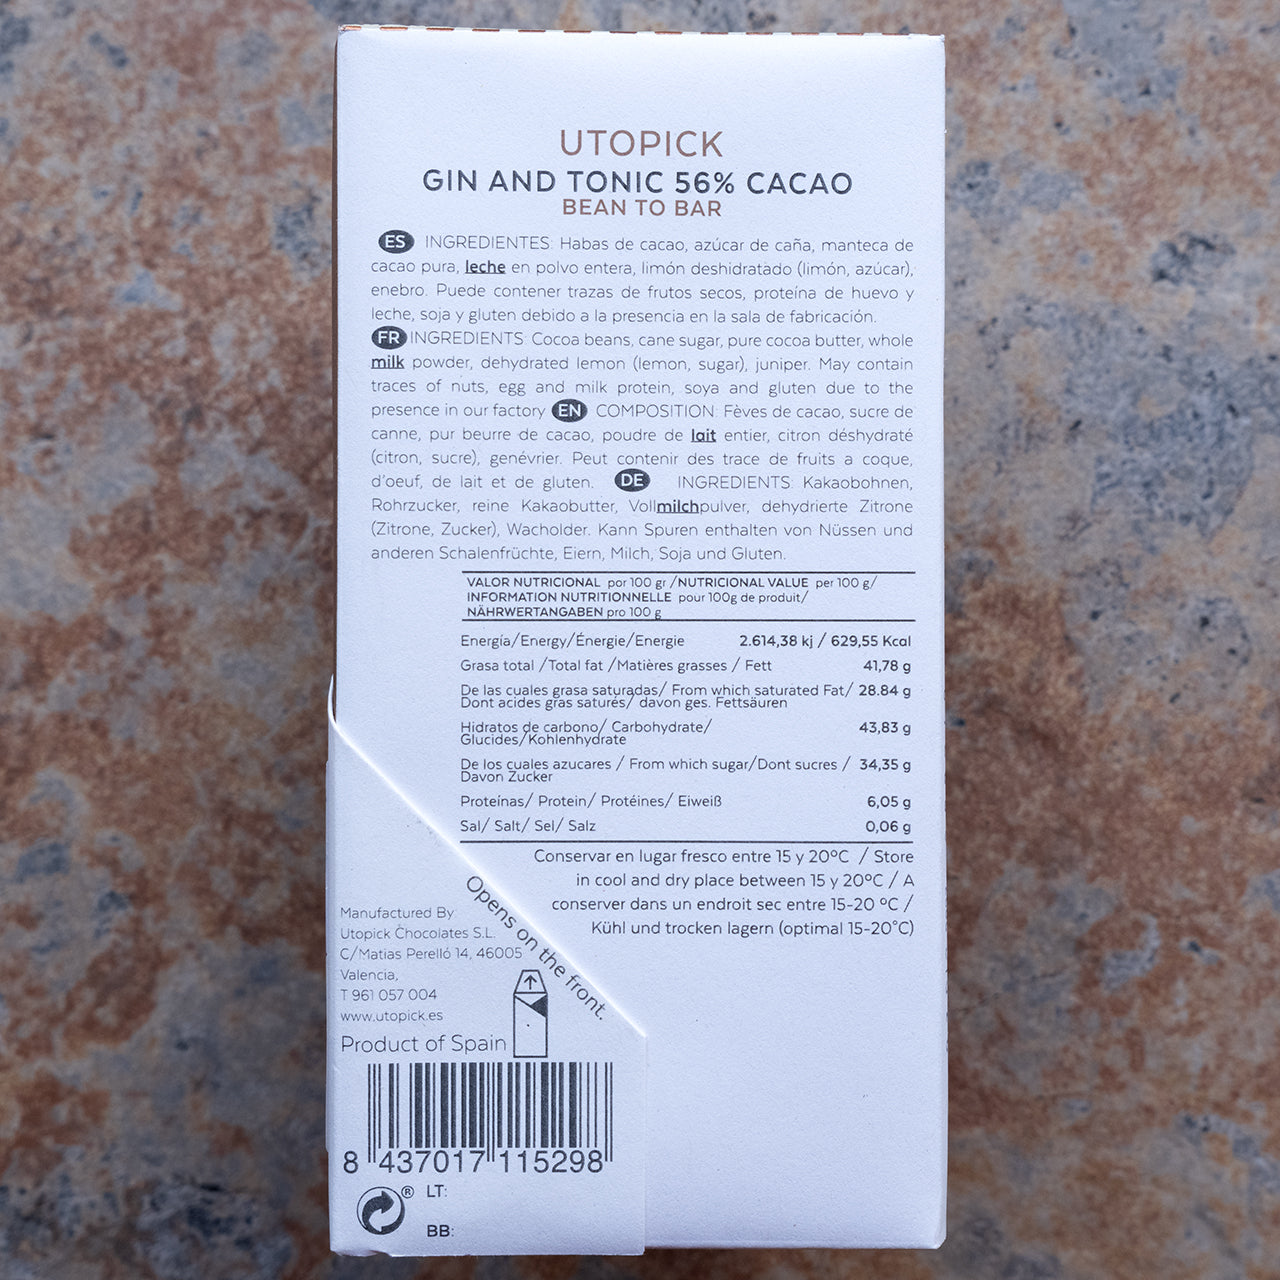 UTOPICK
GIN AND TONIC 56% CACAO
BEAN TO BAR
ES INGREDIENTES: Habas de cacao, azúcar de caña, manteca de
cacao pura, leche en polvo entera, limón deshidratado (limón, azúcar),
enebro. Puede contener trazas de frutos secos, proteína de huevo y
leche, soja y gluten debido a la presencia en la sala de fabricación.
FR INGREDIENTS: Cocoa beans, cane sugar, pure cocoa butter, whole
milk powder, dehydrated lemon (lemon, sugar), juniper. May contain
traces of nuts, egg and milk protein, soya and gluten due to the
presence in our factory EN COMPOSITION: Fèves de cacao, sucre de
canne, pur beurre de cacao, poudre de lait entier, citron déshydraté
(citron, sucre), genévrier. Peut contenir des trace de fruits a coque,
d'oeuf, de lait et de gluten. DE INGREDIENTS: Kakaobohnen,
Rohrzucker, reine Kakaobutter, Vollmilchpulver, dehydrierte Zitrone
(Zitrone, Zucker), Wacholder. Kann Spuren enthalten von Nüssen und
anderen Schalenfrüchte, Eiern, Milch, Soja und Gluten.
VALOR NUTRICIONAL por 100 gr /NUTRICIONAL VALUE per 100 g/
INFORMATION NUTRITIONNELLE pour 100g de produit/
NÄHRWERTANGABEN pro 100 g
Energía/Energy/Énergie/Energie 2.614,38 kj / 629,55 Kcal
Grasa total /Total fat /Matières grasses / Fett 41,78 g
De las cuales grasa saturadas/ From which saturated Fat/ 28.84 g
Dont acides gras saturés/ davon ges. Fettsäuren
Hidratos de carbono/ Carbohydrate/ 43,83 g
Glucides/Kohlenhydrate
De los cuales azucares / From which sugar/Dont sucres / 34,35 g
Davon Zucker
Proteínas/ Protein/ Protéines/ Eiweiß 6,05 g
Sal/ Salt/ Sel/ Salz 0,06 g
Conservar en lugar fresco entre 15 y 20ºC / Store
in cool and dry place between 15 y 20ºC / A
conserver dans un endroit sec entre 15-20 ºC /
Kühl und trocken lagern (optimal 15-20°C)
Opens on the front.
Manufactured By:
Utopick Chocolates S.L.
C/Matias Perelló 14, 46005
Valencia,
T 961 057 004
www.utopick.es
Product of Spain
8 437017 115298
® LT:
BB: